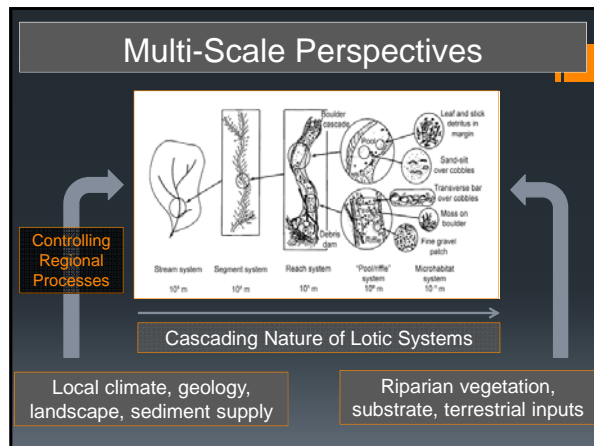 Multi-Scale Perspectives
Boulder
cascade
Leaf and stick
detritus in
margin
Pool
Sand-silt
over cobbles
Transverse bar
over cobbles
Moss on
boulder
Debris
dam
Riffle
Fine gravel
patch
Stream system
Segment system
Reach system
"Pool/riffle"
system
Microhabitat
system
m
m
m
m
m
Controlling
Regional
Processes
Cascading Nature of Lotic Systems
Local climate, geology,
landscape, sediment supply
Riparian vegetation,
substrate, terrestrial inputs